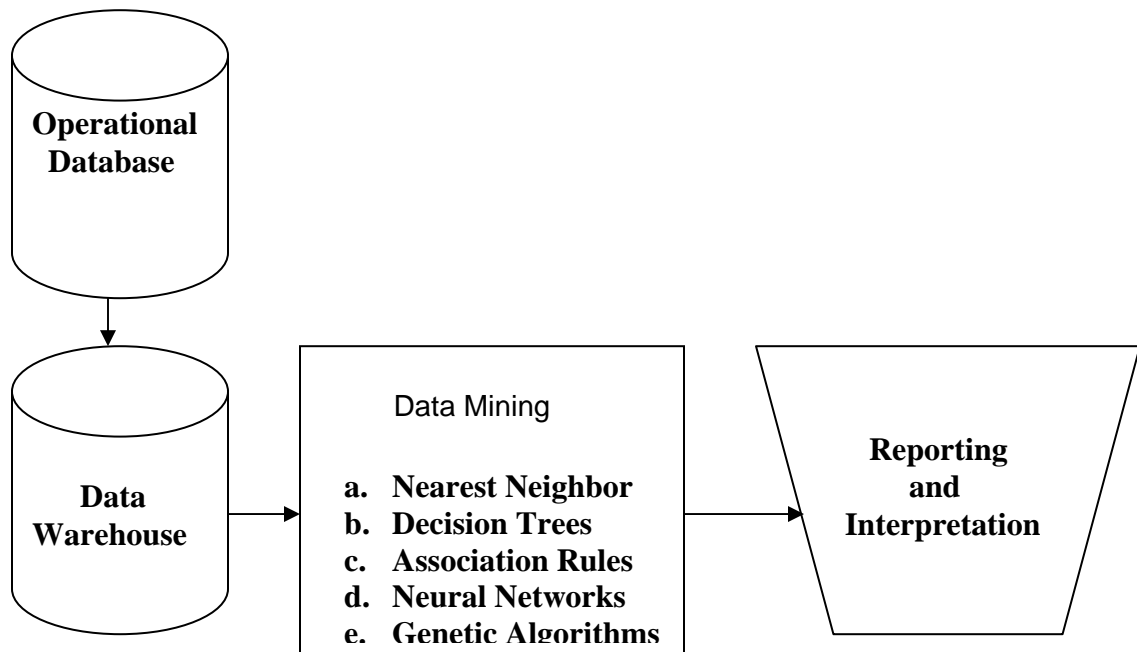 Operational
Database
Data
Warehouse
Data Mining
a. Nearest Neighbor
b. Decision Trees
c. Association Rules
d. Neural Networks
e. Genetic Algorithms
Reporting
and
Interpretation